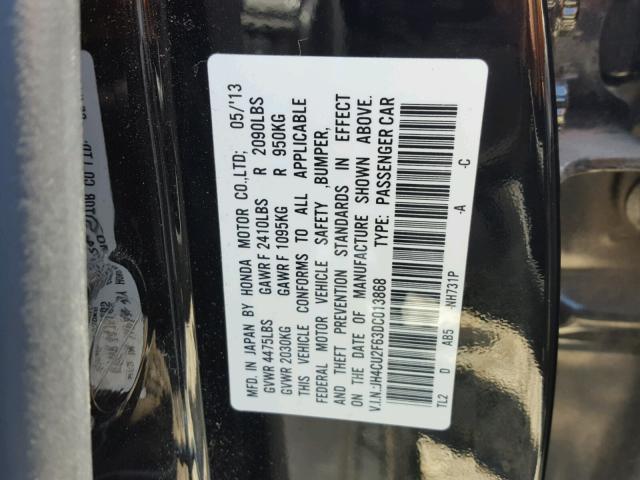 MFD. IN JAPAN BY HONDA MOTOR CO.,LTD; 05/'13
GVWR 4475LBS GAWR F 2410LBS R 2090LBS
GVWR 2030KG GAWR F 1095KG R 950KG
THIS VEHICLE CONFORMS TO ALL APPLICABLE
FEDERAL MOTOR VEHICLE SAFETY ,BUMPER,
AND THEFT PREVENTION STANDARDS IN EFFECT
ON THE DATE OF MANUFACTURE SHOWN ABOVE.
V.I.N.:JH4CU2F63DC013868 TYPE: PASSENGER CAR
TL2 D AB5 -NH731P -A -C